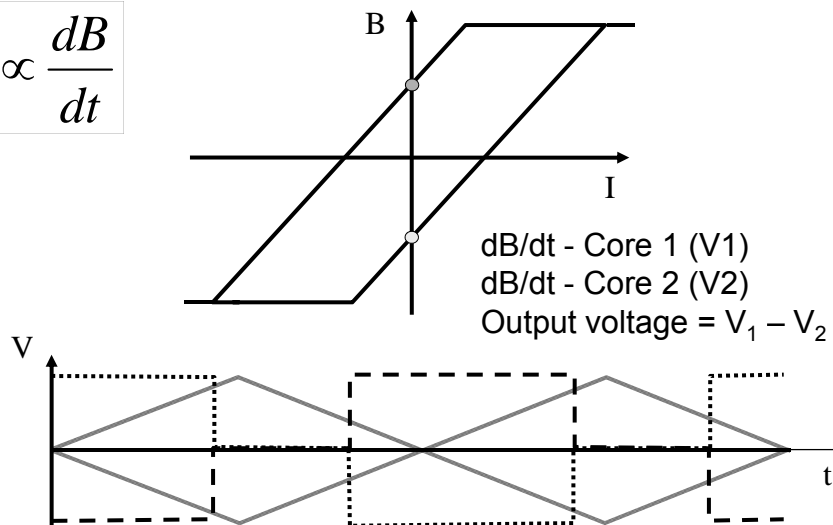 ∝ dB/dt
B
I
dB/dt - Core 1 (V1)
dB/dt - Core 2 (V2)
Output voltage = V₁ – V₂
V
t